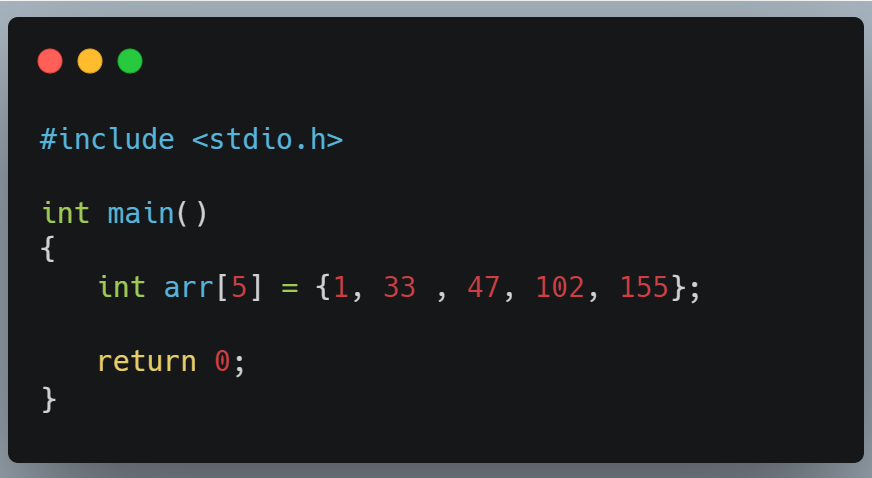 #include <stdio.h>
int main()
{
int arr[5] = {1, 33 , 47, 102, 155};
return 0;
}